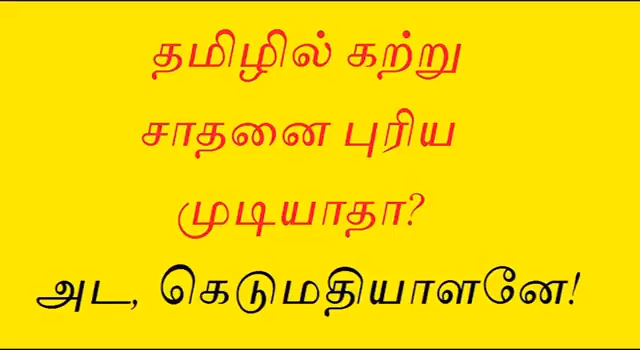 தமிழில் கற்று
சாதனை புரிய
முடியாதா?
அட, கெடுமதியாளனே!